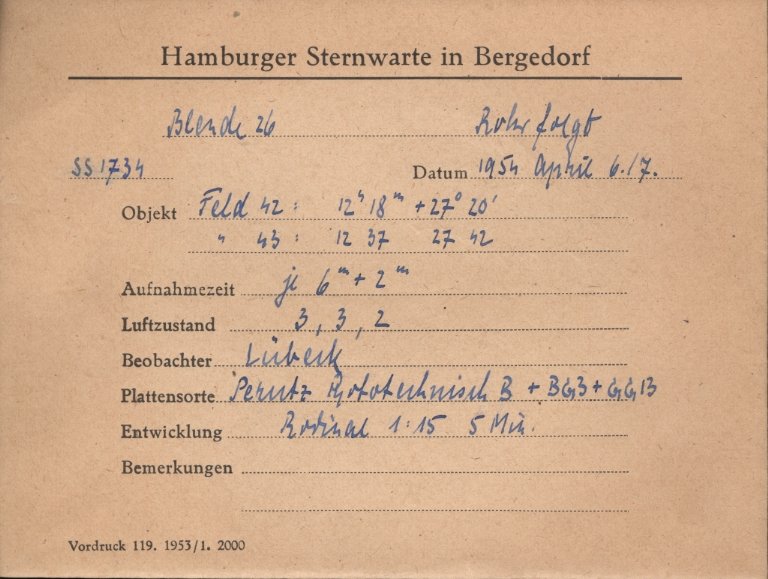 Hamburger Sternwarte in Bergedorf
Blende 26 Rohr folgt
SS 1734 Datum 1954 April 6./7.
Objekt Feld 42 : 12ʰ 18ᵐ +27° 20'
" 43 : 12 37 27 42
Aufnahmezeit je 6ᵐ + 2ᵐ
Luftzustand 3, 3, 2
Beobachter Lübeck
Plattensorte Perutz Phototechnisch B + BG3 + GG13
Entwicklung Rodinal 1:15 5 Min.
Bemerkungen
Vordruck 119. 1953/1. 2000